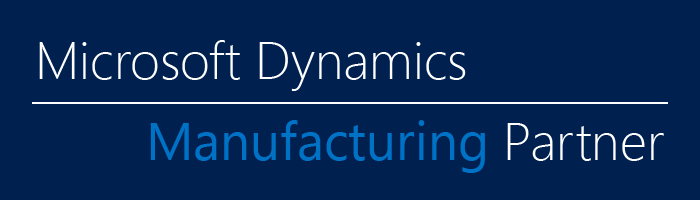 Microsoft Dynamics
Manufacturing Partner